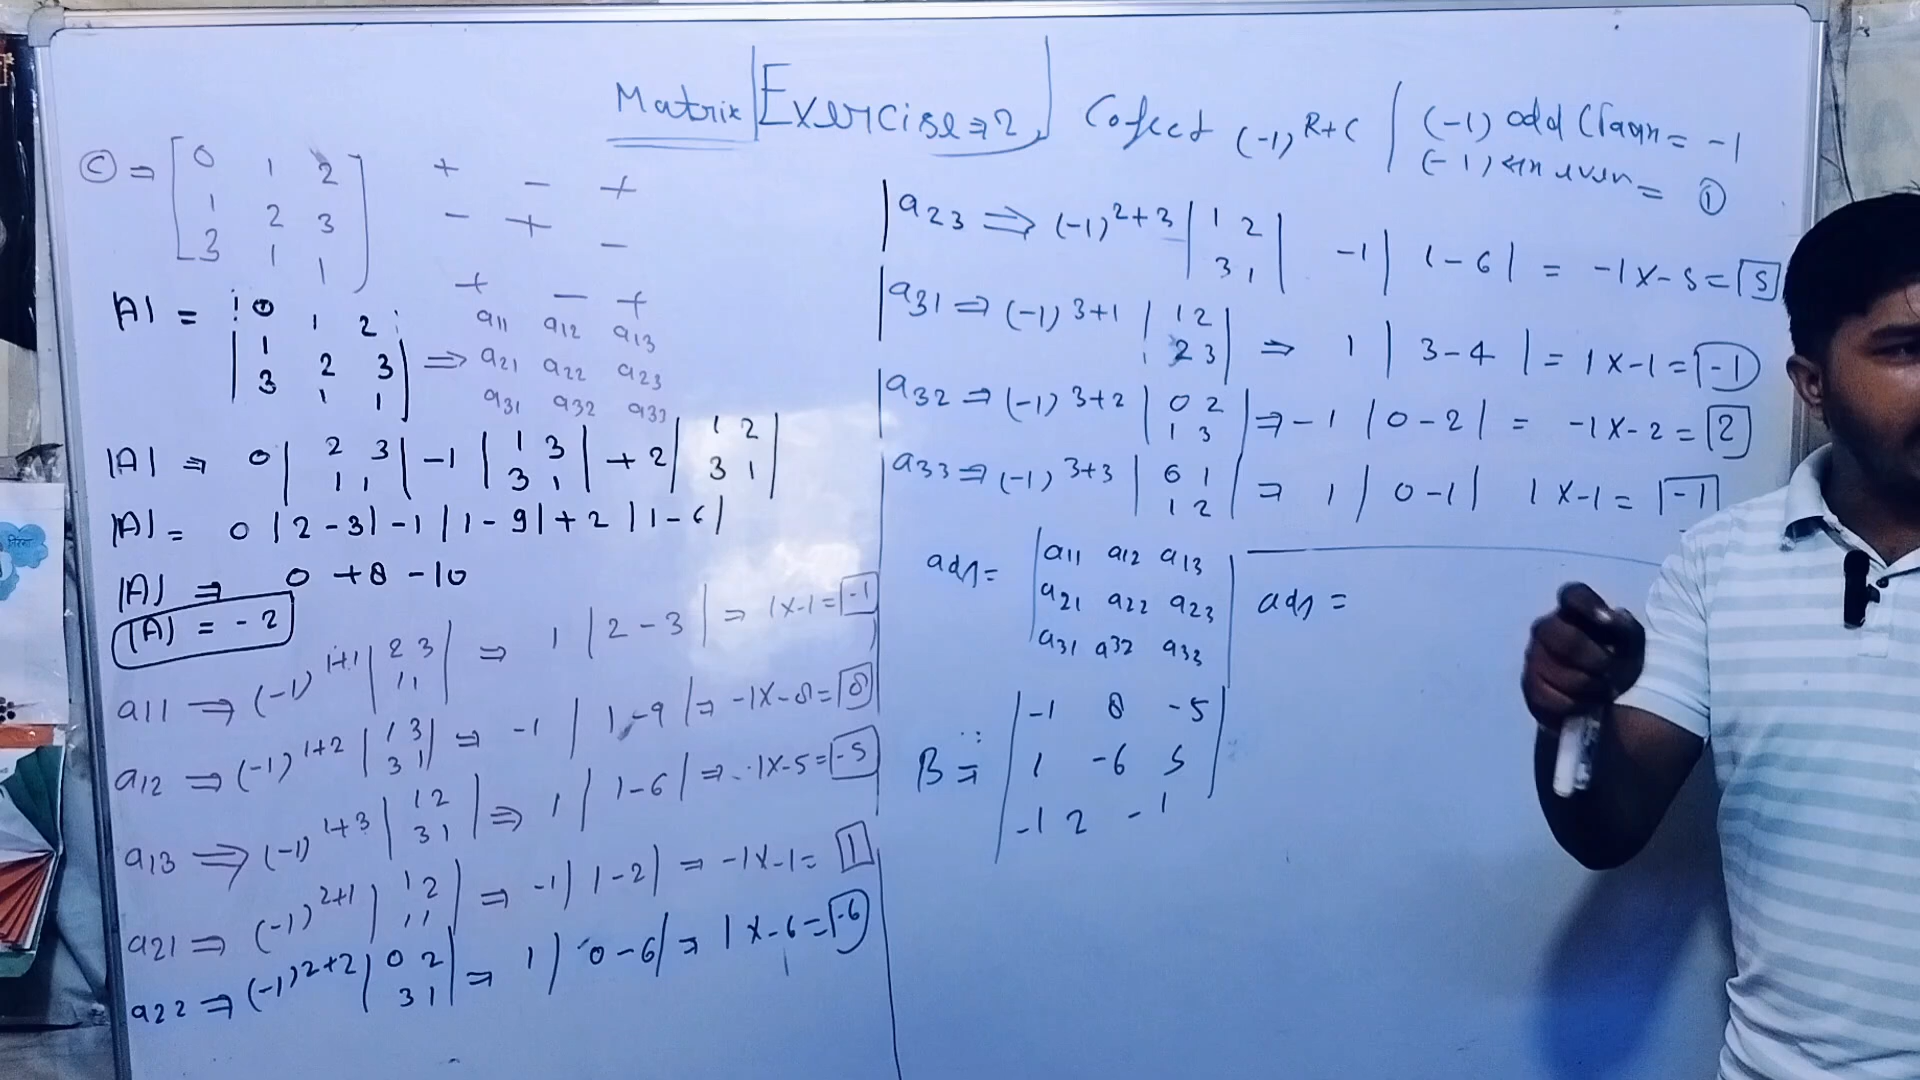 Matrix | Exercise ⇒ 2 | Cofect (-1)^R+C | (-1) odd = -1
(-1) even = ①
Ⓒ ⇒ [ 0 1 2
1 2 3
3 1 1 ]
+ - +
- + -
+ - +
|A| = | 0 1 2
1 2 3
3 1 1 | ⇒
a11 a12 a13
a21 a22 a23
a31 a32 a33
|A| ⇒ 0 | 2 3 | -1 | 1 3 | + 2 | 1 2 |
1 1 3 1 3 1
|A| = 0 |2-3| -1 |1-9| + 2 |1-6|
|A| ⇒ 0 + 8 - 10
|A| = -2
a11 ⇒ (-1)^1+1 | 2 3 | ⇒ 1 |2-3| ⇒ 1x-1 = -1
1 1
a12 ⇒ (-1)^1+2 | 1 3 | ⇒ -1 |1-9| ⇒ -1x-8 = 8
3 1
a13 ⇒ (-1)^1+3 | 1 2 | ⇒ 1 |1-6| ⇒ 1x-5 = -5
3 1
a21 ⇒ (-1)^2+1 | 1 2 | ⇒ -1 |1-2| ⇒ -1x-1 = 1
1 1
a22 ⇒ (-1)^2+2 | 0 2 | ⇒ 1 |0-6| ⇒ 1x-6 = -6
3 1
a23 ⇒ (-1)^2+3 | 1 2 | -1 |1-6| = -1x-5 = 5
3 1
a31 ⇒ (-1)^3+1 | 1 2 | ⇒ 1 |3-4| = 1x-1 = -1
2 3
a32 ⇒ (-1)^3+2 | 0 2 | ⇒ -1 |0-2| = -1x-2 = 2
1 3
a33 ⇒ (-1)^3+3 | 0 1 | ⇒ 1 |0-1| 1x-1 = -1
1 2
adJ = | a11 a12 a13
a21 a22 a23
a31 a32 a33 |
adJ =
B ⇒ | -1 8 -5
1 -6 5
-1 2 -1 |